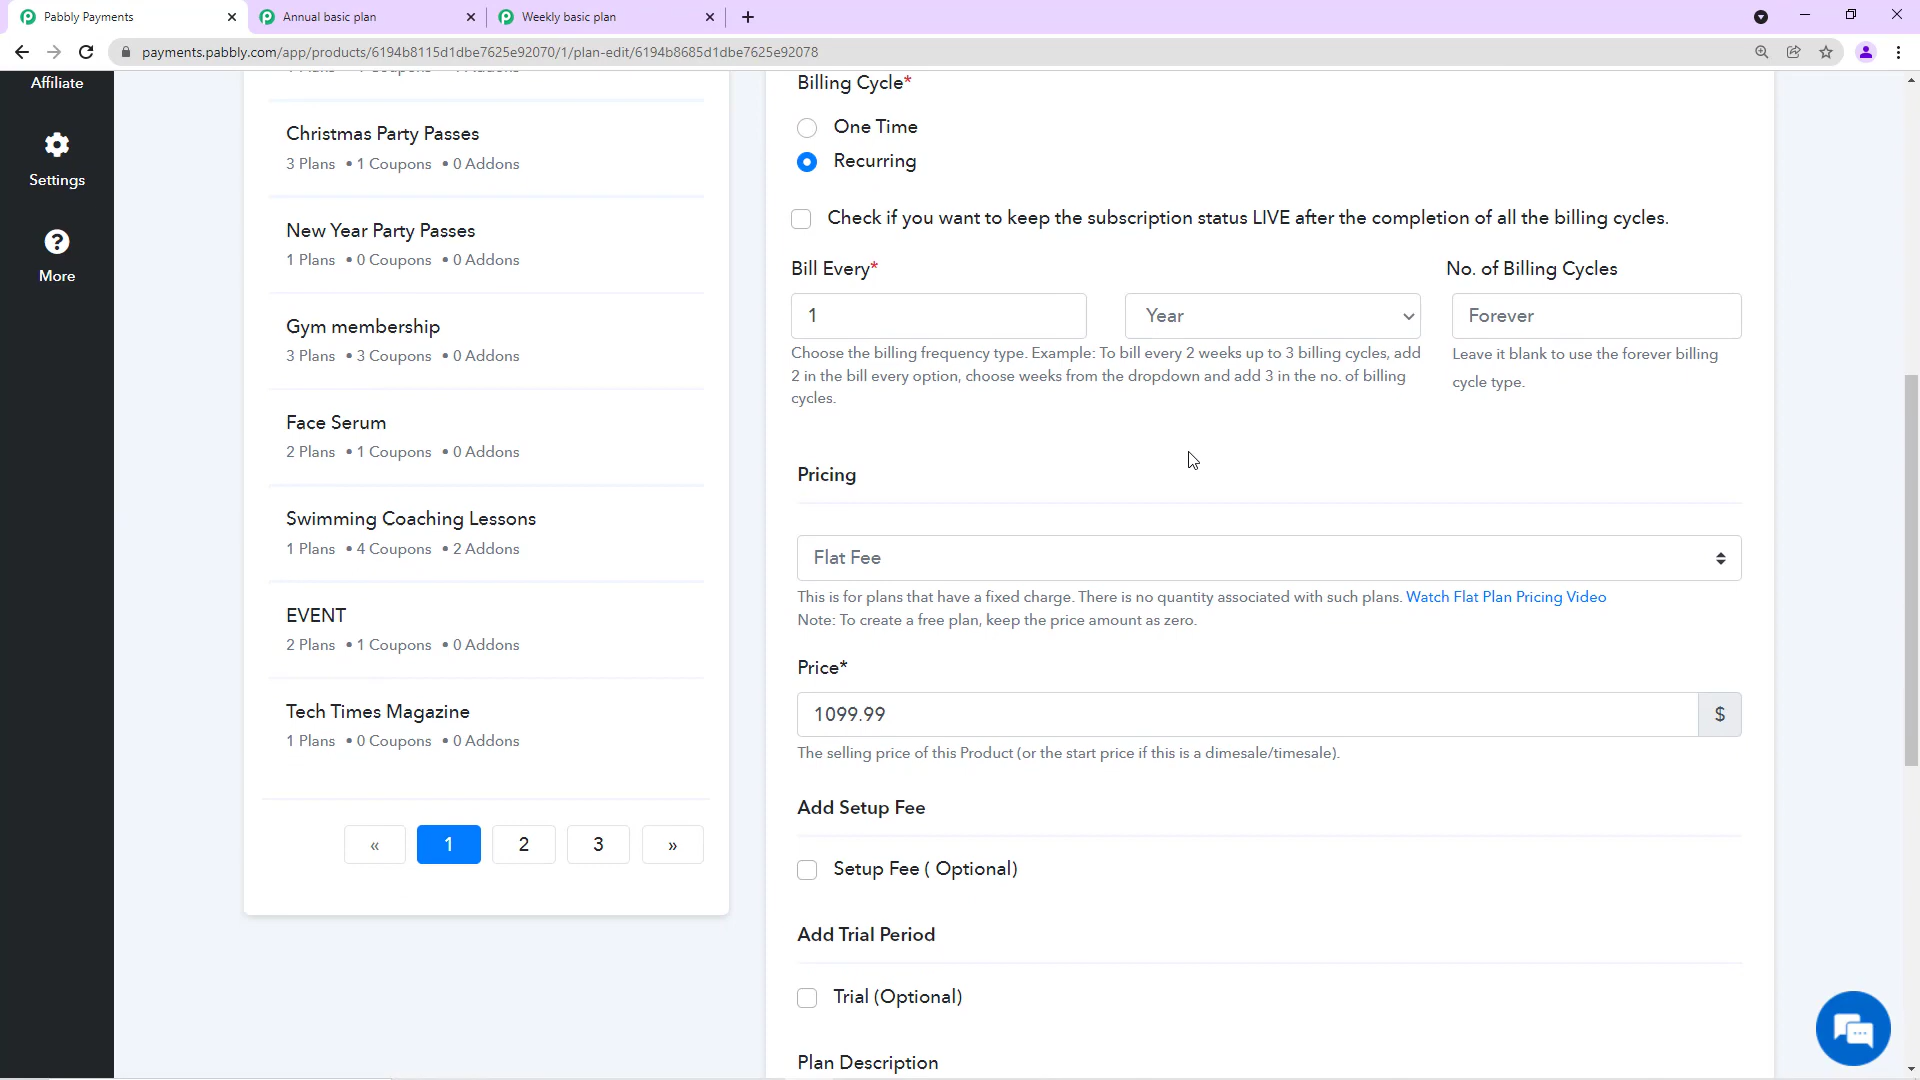 Pabbly Payments
Annual basic plan
Weekly basic plan
payments.pabbly.com/app/products/6194b8115d1dbe7625e92070/1/plan-edit/6194b8685d1dbe7625e92078
Affiliate
Settings
More
Christmas Party Passes
3 Plans • 1 Coupons • 0 Addons
New Year Party Passes
1 Plans • 0 Coupons • 0 Addons
Gym membership
3 Plans • 3 Coupons • 0 Addons
Face Serum
2 Plans • 1 Coupons • 0 Addons
Swimming Coaching Lessons
1 Plans • 4 Coupons • 2 Addons
EVENT
2 Plans • 1 Coupons • 0 Addons
Tech Times Magazine
1 Plans • 0 Coupons • 0 Addons
« 1 2 3 »
Billing Cycle*
One Time
Recurring
Check if you want to keep the subscription status LIVE after the completion of all the billing cycles.
Bill Every*
No. of Billing Cycles
1
Year
Forever
Choose the billing frequency type. Example: To bill every 2 weeks up to 3 billing cycles, add
2 in the bill every option, choose weeks from the dropdown and add 3 in the no. of billing
cycles.
Leave it blank to use the forever billing
cycle type.
Pricing
Flat Fee
This is for plans that have a fixed charge. There is no quantity associated with such plans. Watch Flat Plan Pricing Video
Note: To create a free plan, keep the price amount as zero.
Price*
1099.99
$
The selling price of this Product (or the start price if this is a dimesale/timesale).
Add Setup Fee
Setup Fee ( Optional)
Add Trial Period
Trial (Optional)
Plan Description